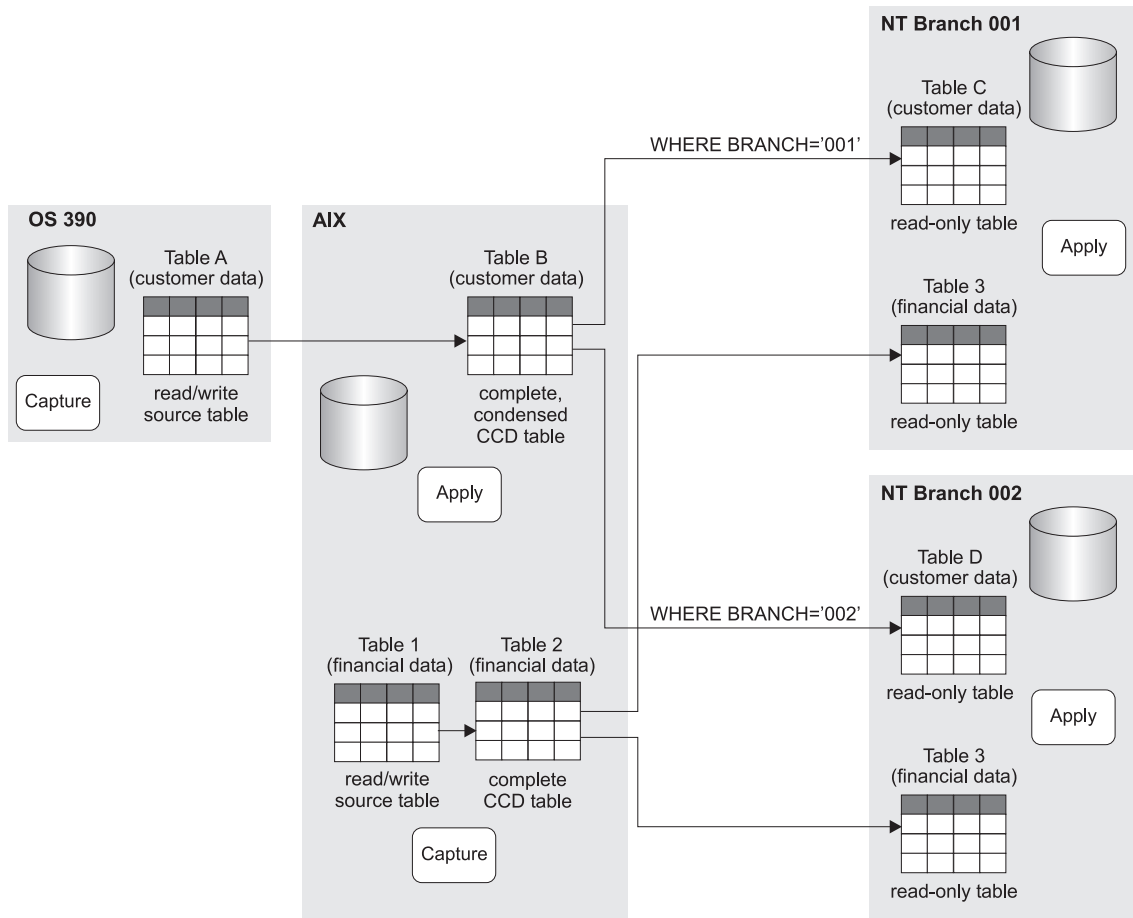 OS 390
Table A
(customer data)
Capture
read/write
source table
AIX
Table B
(customer data)
complete,
condensed
CCD table
Apply
Table 1
(financial data)
read/write
source table
Table 2
(financial data)
complete
CCD table
Capture
WHERE BRANCH='001'
WHERE BRANCH='002'
NT Branch 001
Table C
(customer data)
read-only table
Apply
Table 3
(financial data)
read-only table
NT Branch 002
Table D
(customer data)
read-only table
Apply
Table 3
(financial data)
read-only table